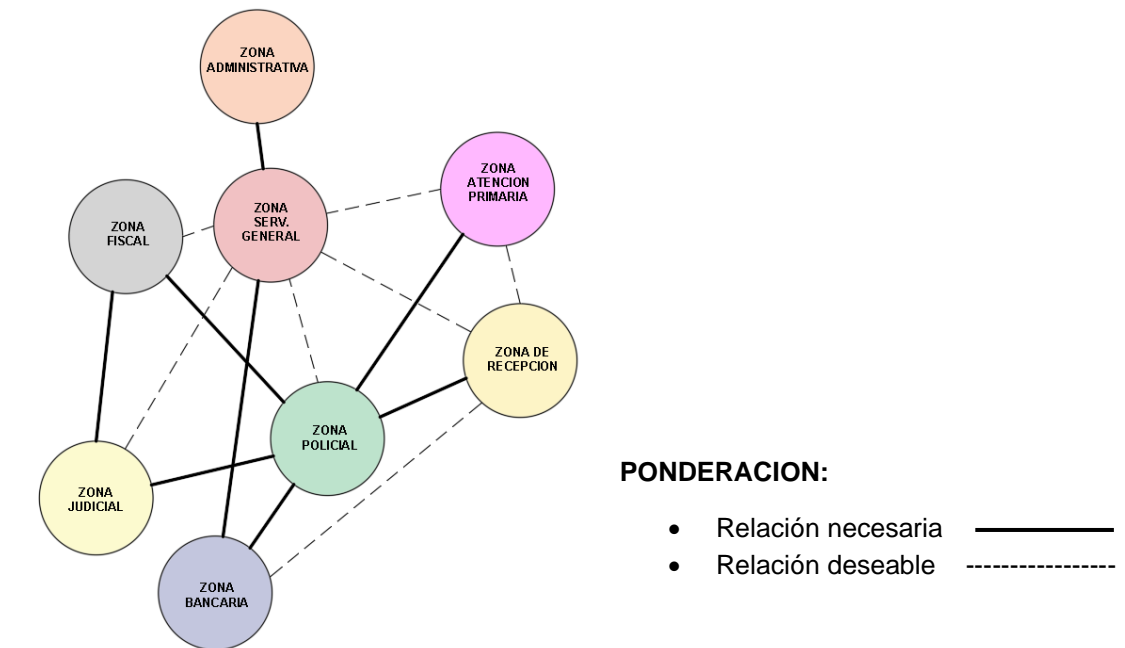 ZONA
ADMINISTRATIVA
ZONA
ATENCION
PRIMARIA
ZONA
SERV.
GENERAL
ZONA
FISCAL
ZONA DE
RECEPCION
ZONA
POLICIAL
ZONA
JUDICIAL
ZONA
BANCARIA
PONDERACION:
• Relación necesaria
• Relación deseable